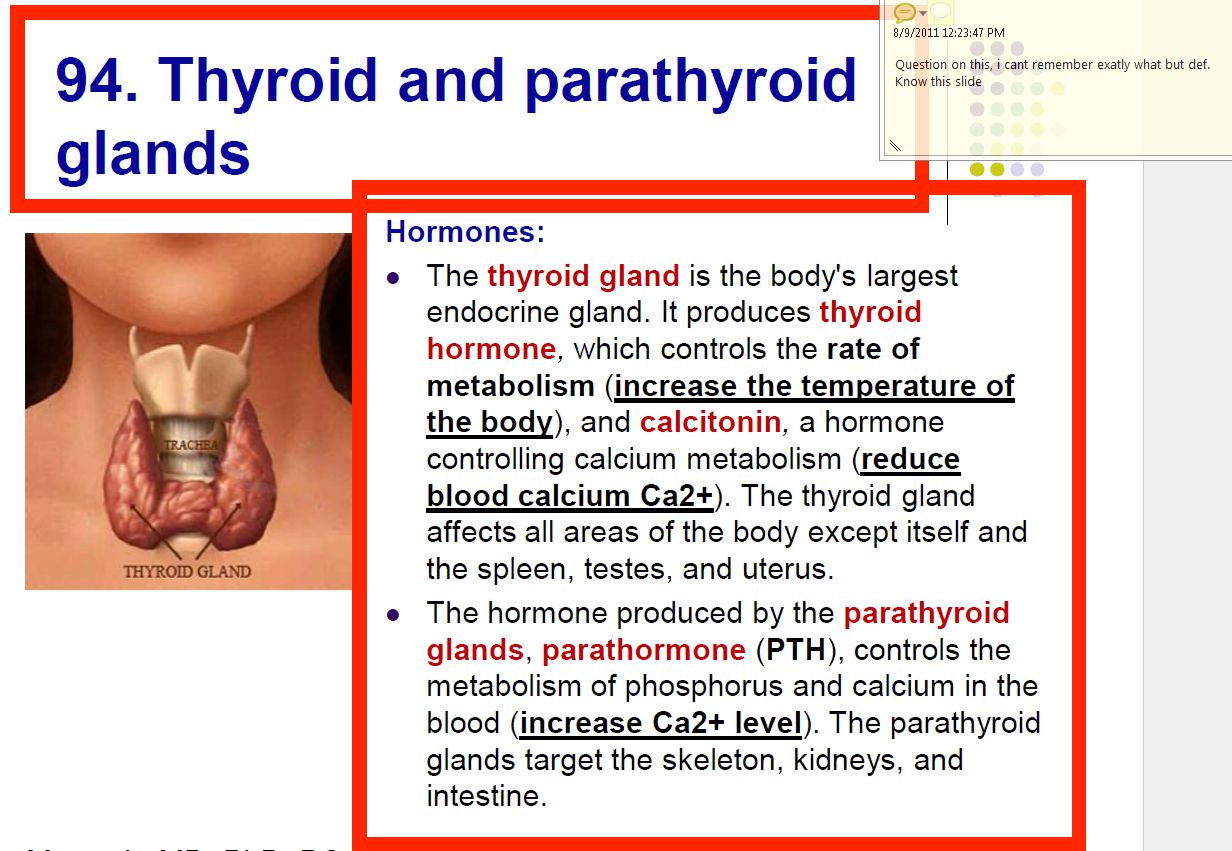 8/9/2011 12:23:47 PM
Question on this, i cant remember exatly what but def.
Know this slide
94. Thyroid and parathyroid
glands
TRACHEA
THYROID GLAND
Hormones:
The thyroid gland is the body's largest
endocrine gland. It produces thyroid
hormone, which controls the rate of
metabolism (increase the temperature of
the body), and calcitonin, a hormone
controlling calcium metabolism (reduce
blood calcium Ca2+). The thyroid gland
affects all areas of the body except itself and
the spleen, testes, and uterus.
The hormone produced by the parathyroid
glands, parathormone (PTH), controls the
metabolism of phosphorus and calcium in the
blood (increase Ca2+ level). The parathyroid
glands target the skeleton, kidneys, and
intestine.